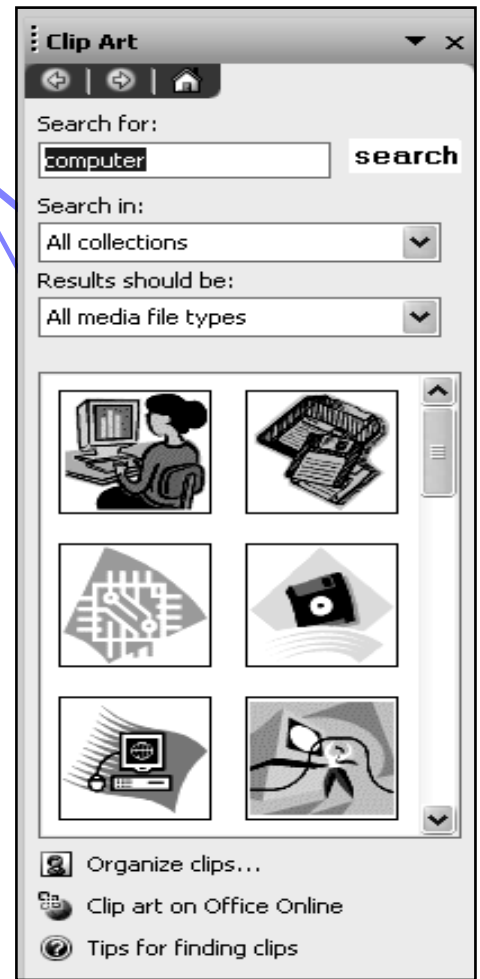 Clip Art
Search for:
computer search
Search in:
All collections
Results should be:
All media file types
Organize clips...
Clip art on Office Online
Tips for finding clips